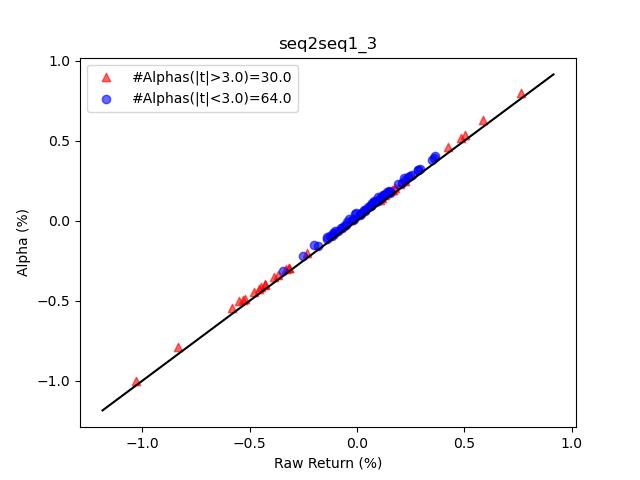 seq2seq1_3
#Alphas(|t|>3.0)=30.0
#Alphas(|t|<3.0)=64.0
1.0
0.5
0.0
−0.5
−1.0
Alpha (%)
−1.0 −0.5 0.0 0.5 1.0
Raw Return (%)